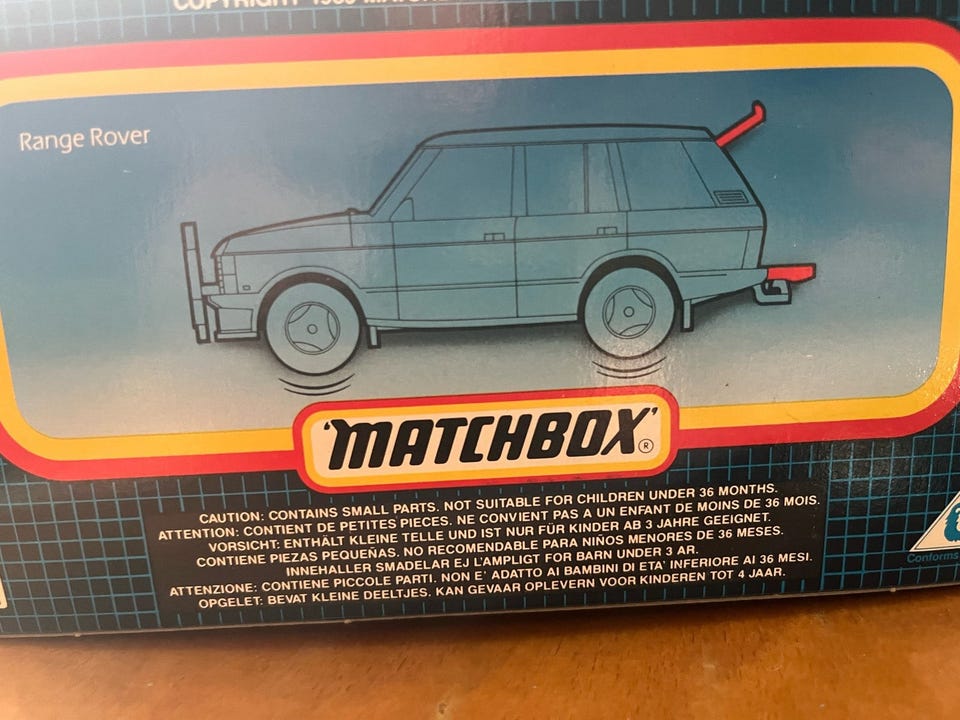 COPYRIGHT
Range Rover
'MATCHBOX'®
CAUTION: CONTAINS SMALL PARTS. NOT SUITABLE FOR CHILDREN UNDER 36 MONTHS.
ATTENTION: CONTIENT DE PETITES PIECES. NE CONVIENT PAS A UN ENFANT DE MOINS DE 36 MOIS.
VORSICHT: ENTHÄLT KLEINE TELLE UND IST NUR FÜR KINDER AB 3 JAHRE GEEIGNET.
CONTIENE PIEZAS PEQUEÑAS. NO RECOMENDABLE PARA NIÑOS MENORES DE 36 MESES.
INNEHALLER SMADELAR EJ LÄMPLIGT FOR BARN UNDER 3 AR.
ATTENZIONE: CONTIENE PICCOLE PARTI. NON E' ADATTO AI BAMBINI DI ETA' INFERIORE AI 36 MESI.
OPGELET: BEVAT KLEINE DEELTJES. KAN GEVAAR OPLEVERN VOOR KINDEREN TOT 4 JAAR.
Conforms